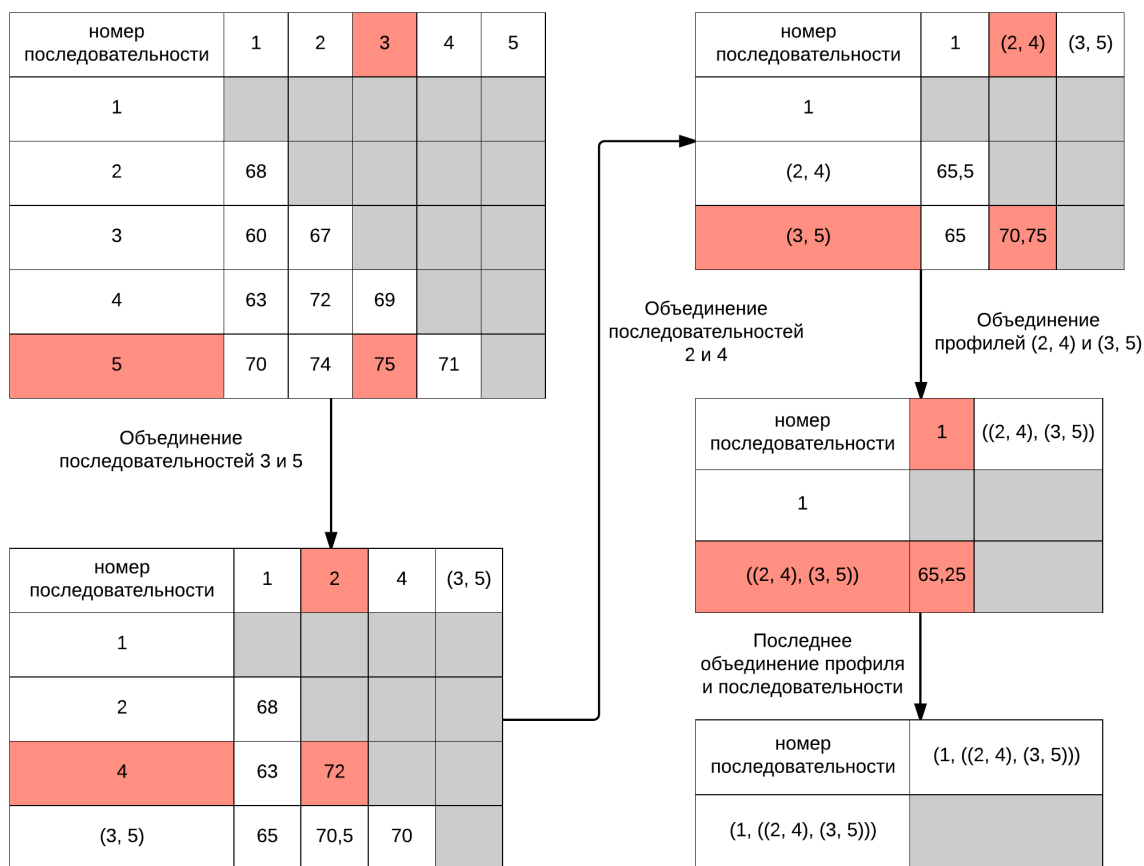 номер
последовательности 1 2 3 4 5
1
2 68
3 60 67
4 63 72 69
5 70 74 75 71
Объединение
последовательностей 3 и 5
номер
последовательности 1 2 4 (3, 5)
1
2 68
4 63 72
(3, 5) 65 70,5 70
Объединение
последовательностей
2 и 4
номер
последовательности 1 (2, 4) (3, 5)
1
(2, 4) 65,5
(3, 5) 65 70,75
Объединение
профилей (2, 4) и (3, 5)
номер
последовательности 1 ((2, 4), (3, 5))
1
((2, 4), (3, 5)) 65,25
Последнее
объединение профиля
и последовательности
номер
последовательности (1, ((2, 4), (3, 5)))
(1, ((2, 4), (3, 5)))